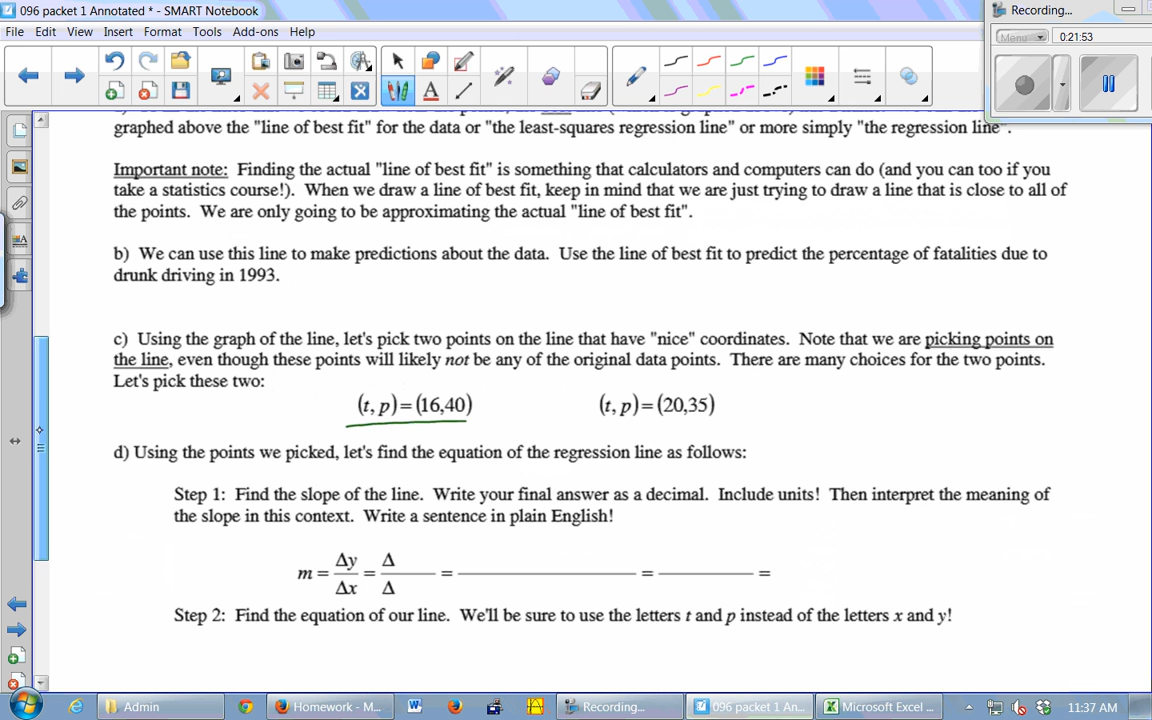 096 packet 1 Annotated * - SMART Notebook
Recording...
File Edit View Insert Format Tools Add-ons Help
Menu
0:21:53
graphed above the "line of best fit" for the data or "the least-squares regression line" or more simply "the regression line".
Important note: Finding the actual "line of best fit" is something that calculators and computers can do (and you can too if you
take a statistics course!). When we draw a line of best fit, keep in mind that we are just trying to draw a line that is close to all of
the points. We are only going to be approximating the actual "line of best fit".
b) We can use this line to make predictions about the data. Use the line of best fit to predict the percentage of fatalities due to
drunk driving in 1993.
c) Using the graph of the line, let's pick two points on the line that have "nice" coordinates. Note that we are picking points on
the line, even though these points will likely not be any of the original data points. There are many choices for the two points.
Let's pick these two:
(t, p)=(16,40) (t, p)=(20,35)
d) Using the points we picked, let's find the equation of the regression line as follows:
Step 1: Find the slope of the line. Write your final answer as a decimal. Include units! Then interpret the meaning of
the slope in this context. Write a sentence in plain English!
m = Δy/Δx = Δ/Δ = = =
Step 2: Find the equation of our line. We'll be sure to use the letters t and p instead of the letters x and y!
Admin
Homework - M...
Recording...
096 packet 1 An...
Microsoft Excel ...
11:37 AM